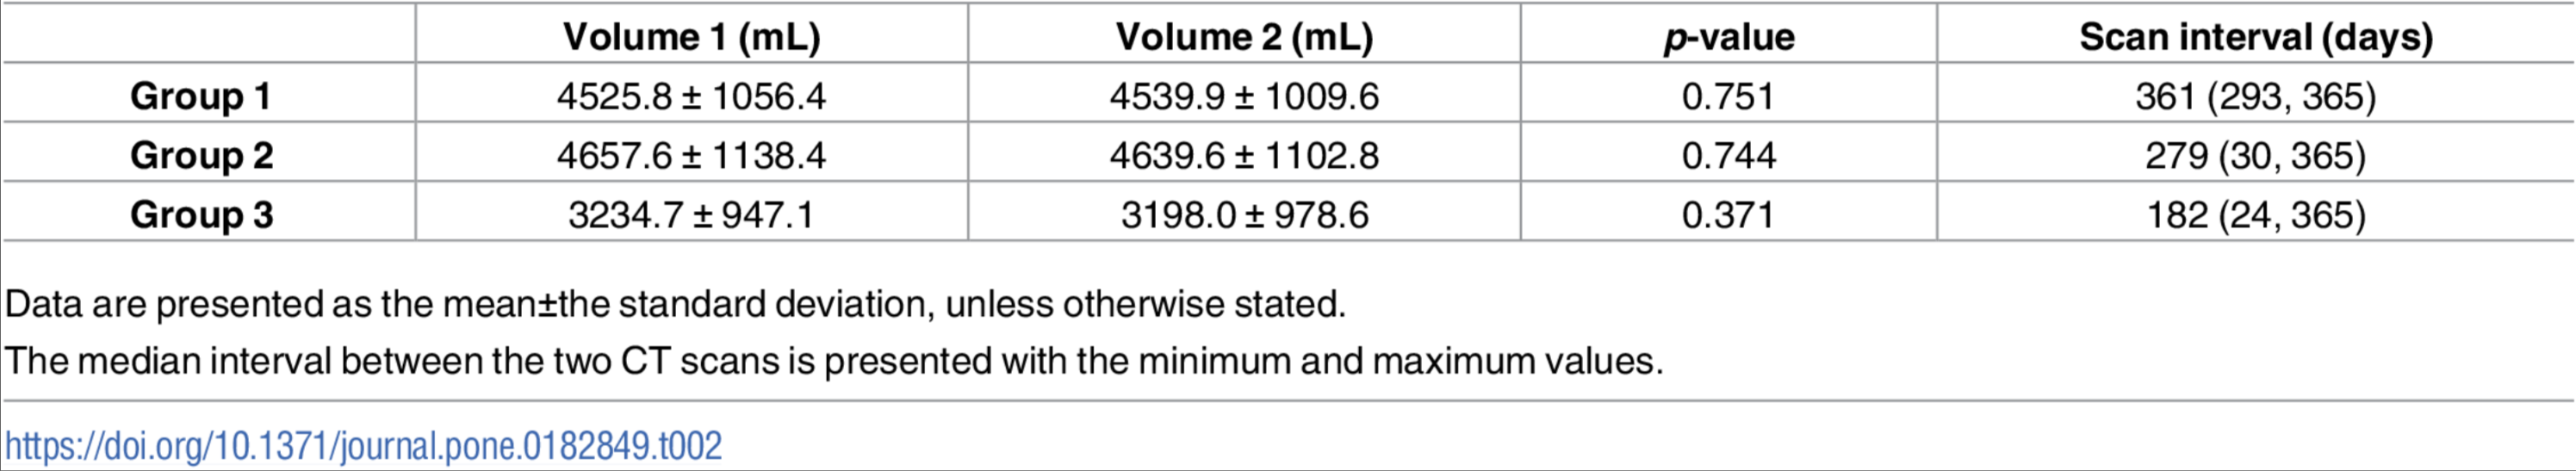 Volume 1 (mL) Volume 2 (mL) p-value Scan interval (days)
Group 1 4525.8 ± 1056.4 4539.9 ± 1009.6 0.751 361 (293, 365)
Group 2 4657.6 ± 1138.4 4639.6 ± 1102.8 0.744 279 (30, 365)
Group 3 3234.7 ± 947.1 3198.0 ± 978.6 0.371 182 (24, 365)
Data are presented as the mean±the standard deviation, unless otherwise stated.
The median interval between the two CT scans is presented with the minimum and maximum values.
https://doi.org/10.1371/journal.pone.0182849.t002